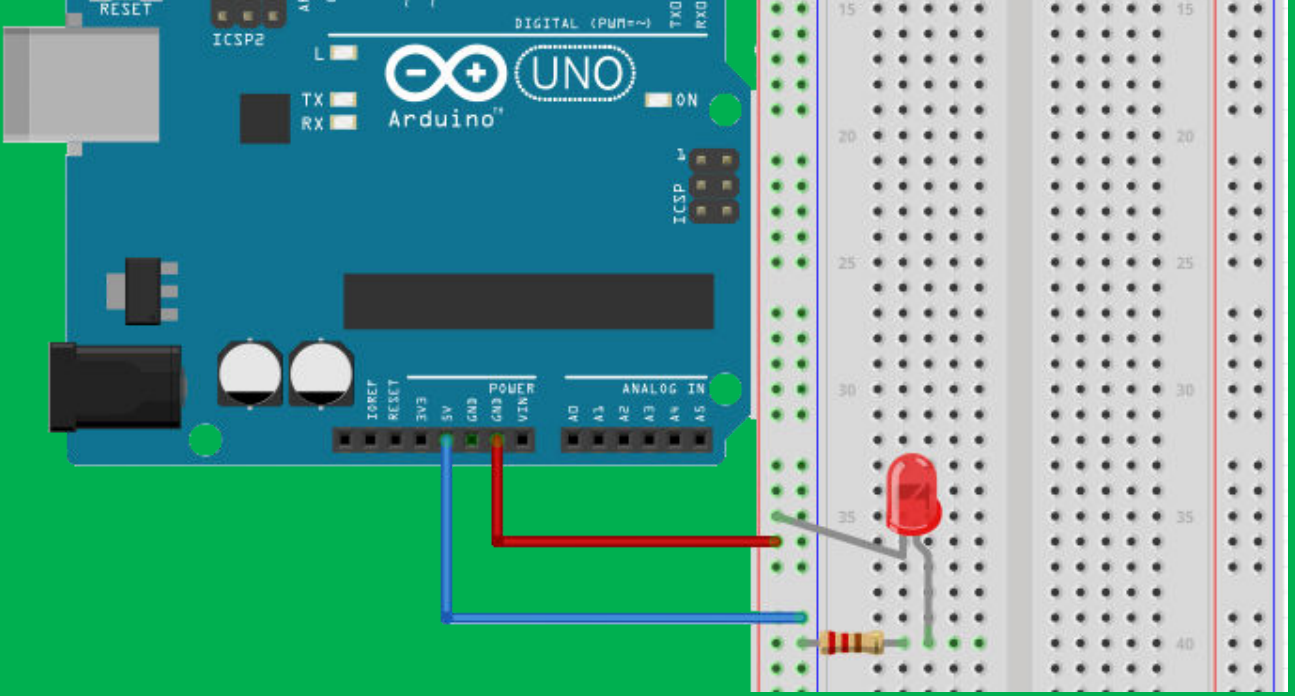 RESET
ICSP2
DIGITAL (PWM=~)
TX0
RX0
L
TX
RX
UNO
Arduino™
ON
1
ICSP
POWER
ANALOG IN
IOREF
RESET
3V3
5V
GND
GND
VIN
A0
A1
A2
A3
A4
A5
15 15
20 20
25 25
30 30
35 35
40 40